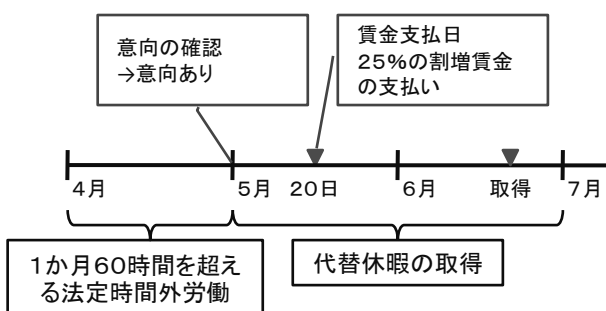 意向の確認
→意向あり
賃金支払日
25%の割増賃金
の支払い
4月
5月
20日
6月
取得
7月
1か月60時間を超え
る法定時間外労働
代替休暇の取得